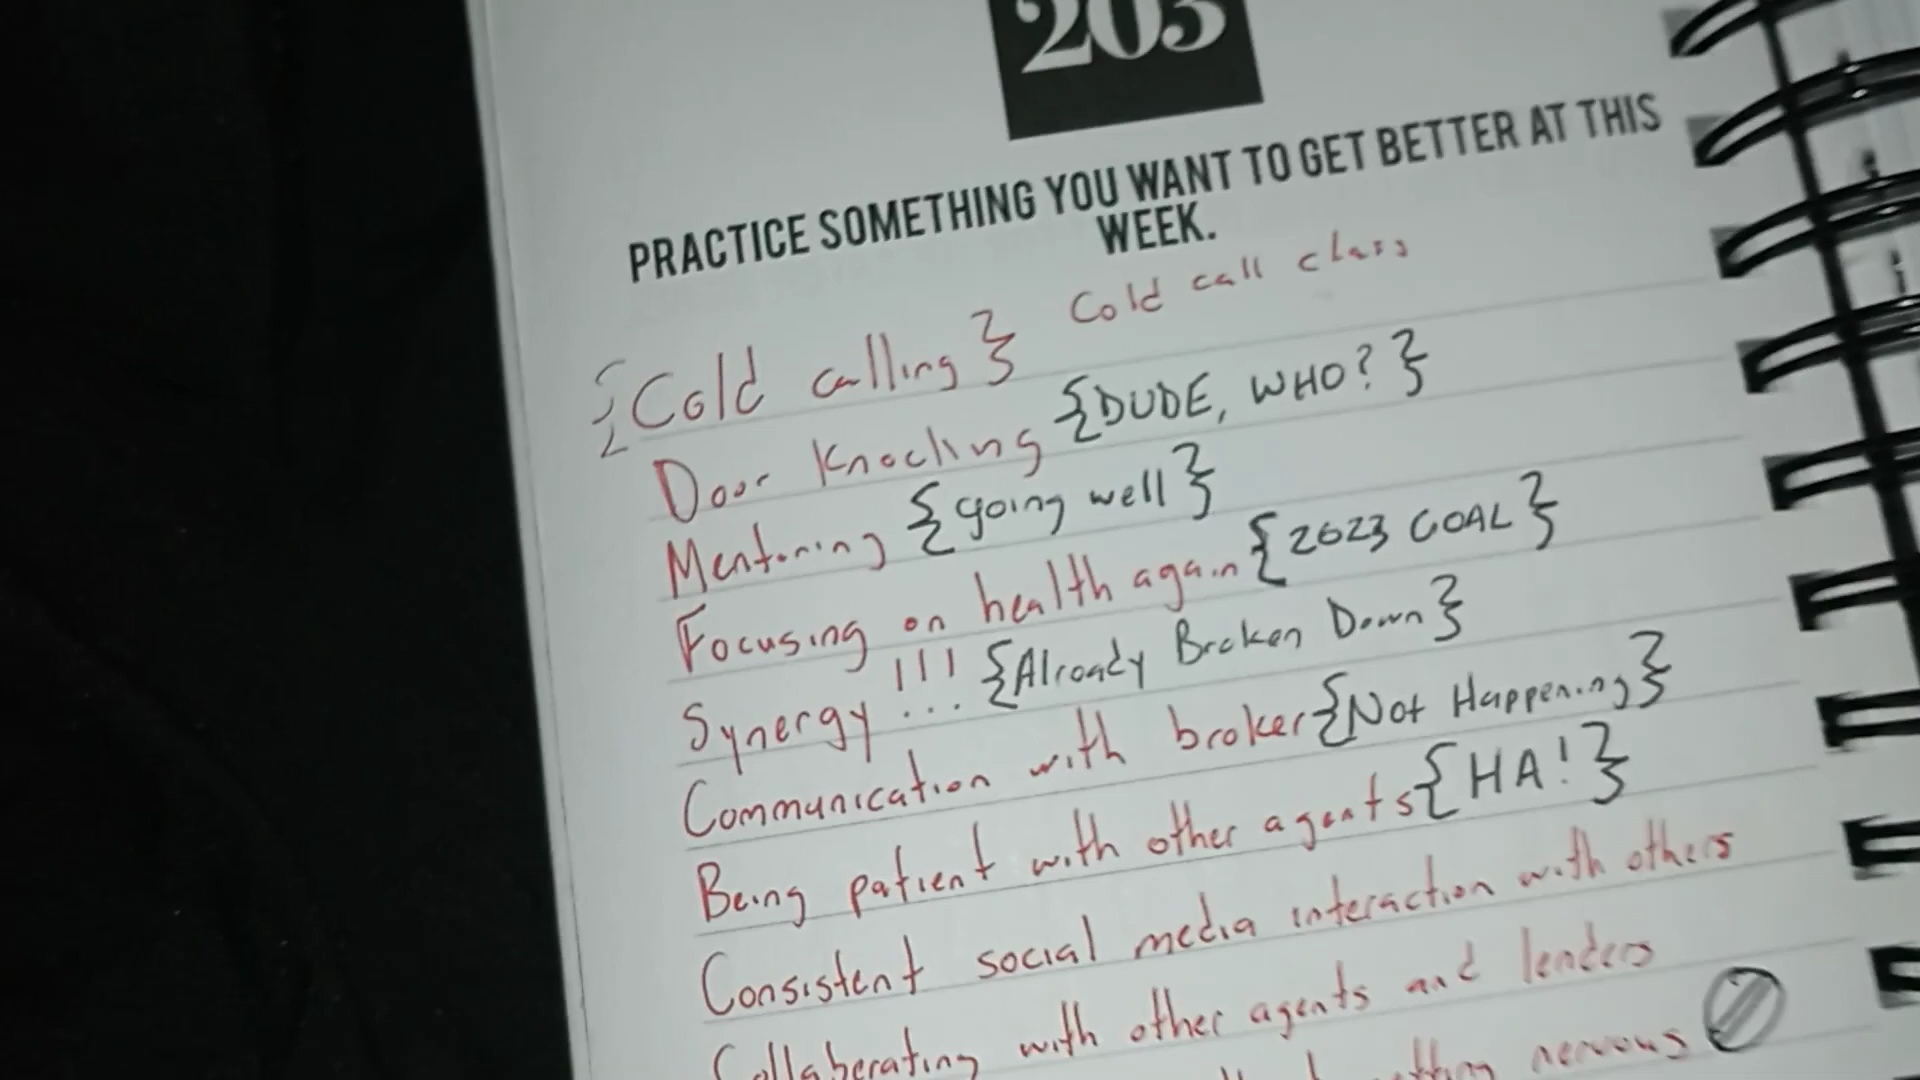 203
PRACTICE SOMETHING YOU WANT TO GET BETTER AT THIS
WEEK.
{Cold calling} Cold call class
Door Knocking {DUDE, WHO?}
Mentoring {going well}
Focusing on health again {2023 GOAL}
Synergy!!! {Already Broken Down}
Communication with broker {Not Happening}
Being patient with other agents {HA!}
Consistent social media interaction with others
Collaberating with other agents and lenders
nervous